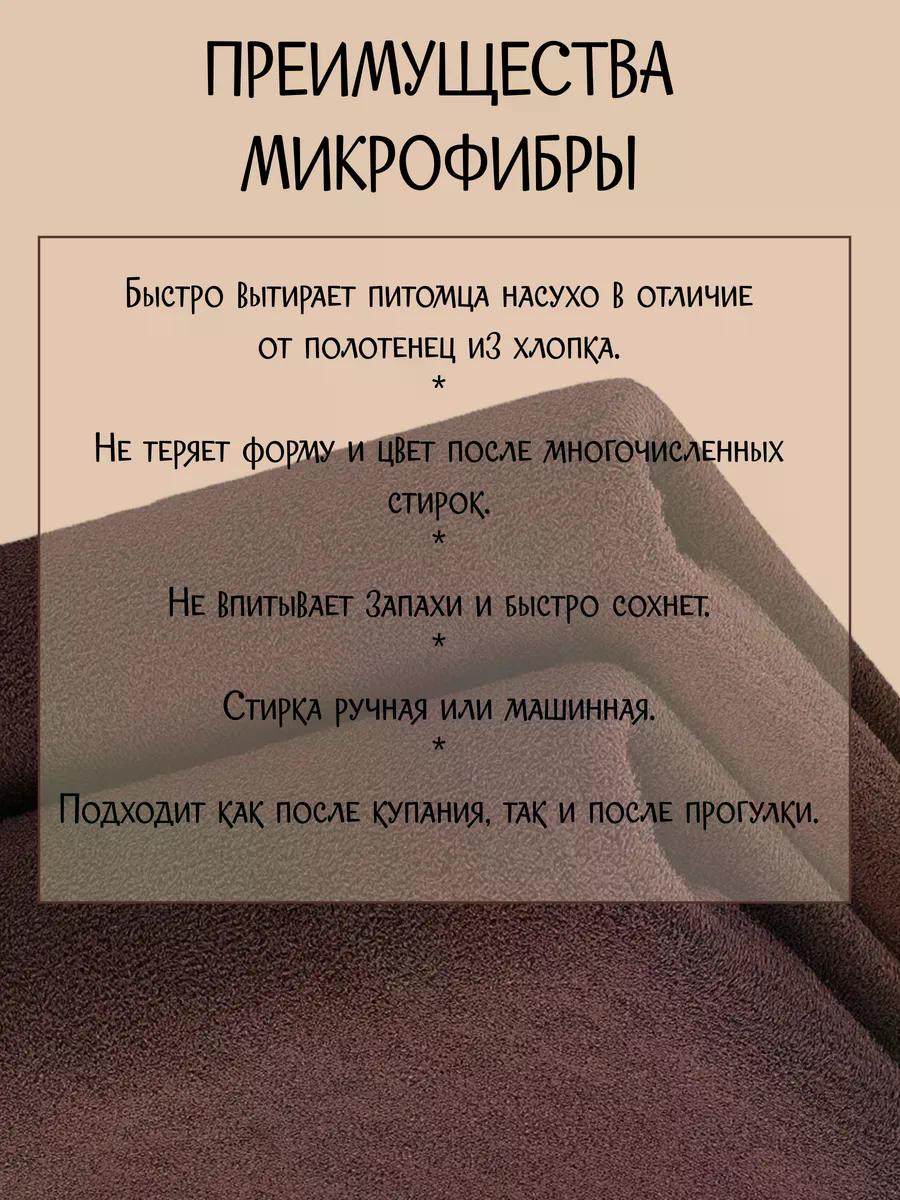 ПРЕИМУЩЕСТВА
МИКРОФИБРЫ
Быстро вытирает питомца насухо в отличие
от полотенец из хлопка.
*
Не теряет форму и цвет после многочисленных
стирок.
*
Не впитывает запахи и быстро сохнет.
*
Стирка ручная или машинная.
*
Подходит как после купания, так и после прогулки.